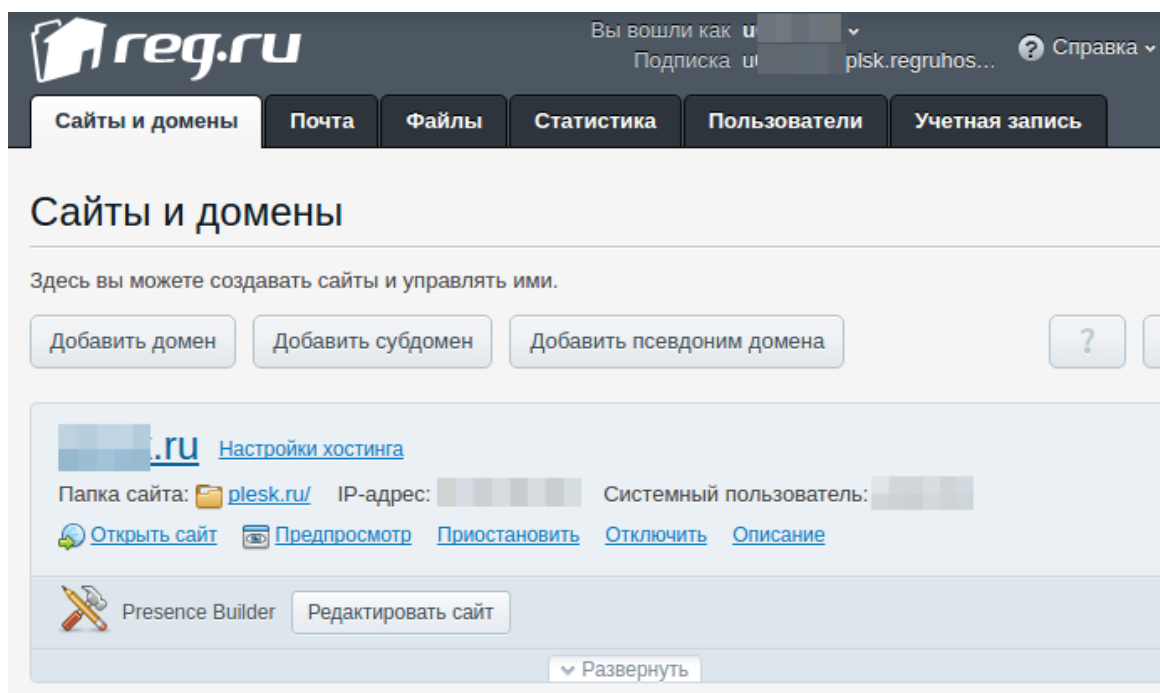 reg.ru
Вы вошли как u
Подписка u plsk.regruhos...
Справка
Сайты и домены Почта Файлы Статистика Пользователи Учетная запись
Сайты и домены
Здесь вы можете создавать сайты и управлять ими.
Добавить домен Добавить субдомен Добавить псевдоним домена ?
.ru Настройки хостинга
Папка сайта: plesk.ru/ IP-адрес: Системный пользователь:
Открыть сайт Предпросмотр Приостановить Отключить Описание
Presence Builder Редактировать сайт
Развернуть